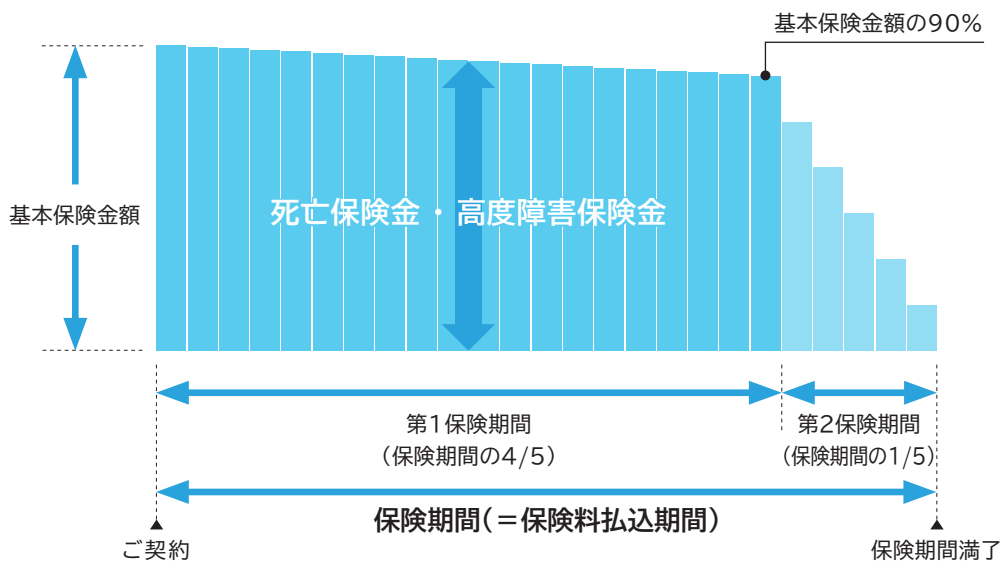 基本保険金額の90%
基本保険金額
死亡保険金・高度障害保険金
第1保険期間
（保険期間の4/5）
第2保険期間
（保険期間の1/5）
保険期間（＝保険料払込期間）
ご契約
保険期間満了